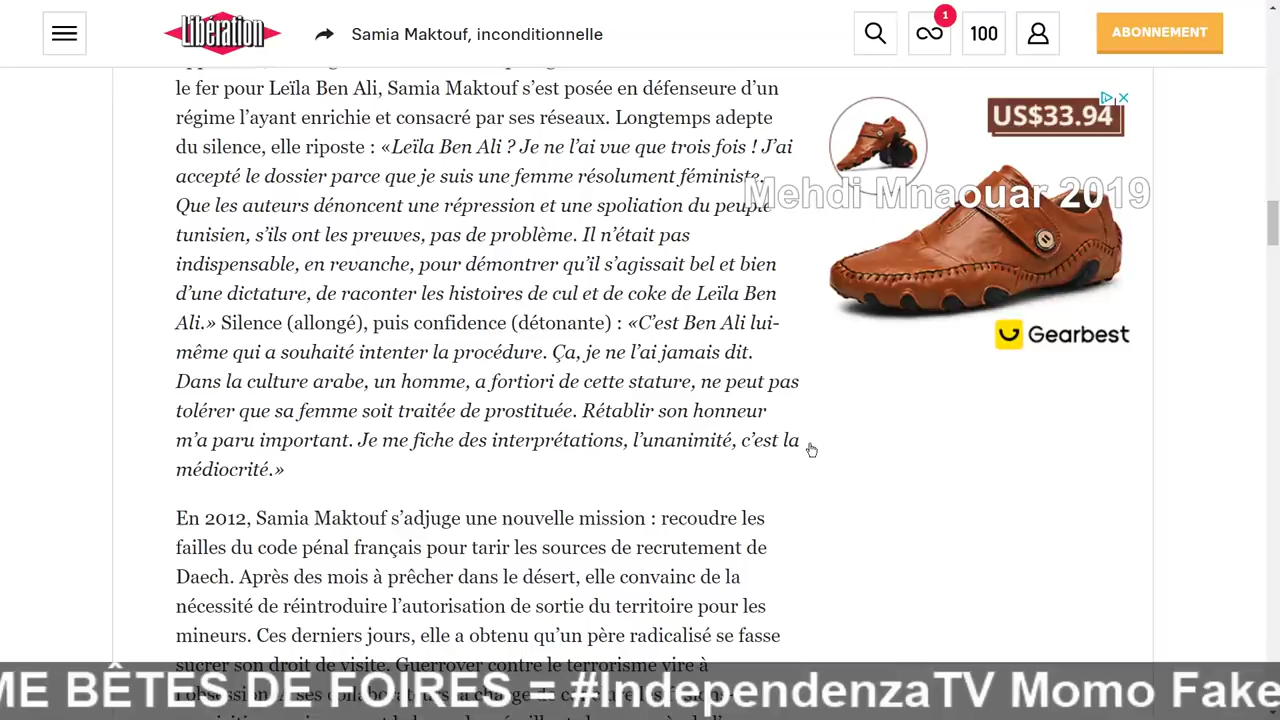 Libération
Samia Maktouf, inconditionnelle
1
100
ABONNEMENT
le fer pour Leïla Ben Ali, Samia Maktouf s’est posée en défenseure d’un
régime l’ayant enrichie et consacré par ses réseaux. Longtemps adepte
du silence, elle riposte : «Leïla Ben Ali ? Je ne l’ai vue que trois fois ! J’ai
accepté le dossier parce que je suis une femme résolument féministe.
Que les auteurs dénoncent une répression et une spoliation du peuple
tunisien, s’ils ont les preuves, pas de problème. Il n’était pas
indispensable, en revanche, pour démontrer qu’il s’agissait bel et bien
d’une dictature, de raconter les histoires de cul et de coke de Leïla Ben
Ali.» Silence (allongé), puis confidence (détonante) : «C’est Ben Ali lui-
même qui a souhaité intenter la procédure. Ça, je ne l’ai jamais dit.
Dans la culture arabe, un homme, a fortiori de cette stature, ne peut pas
tolérer que sa femme soit traitée de prostituée. Rétablir son honneur
m’a paru important. Je me fiche des interprétations, l’unanimité, c’est la
médiocrité.»
En 2012, Samia Maktouf s’adjuge une nouvelle mission : recoudre les
failles du code pénal français pour tarir les sources de recrutement de
Daech. Après des mois à prêcher dans le désert, elle convainc de la
nécessité de réintroduire l’autorisation de sortie du territoire pour les
mineurs. Ces derniers jours, elle a obtenu qu’un père radicalisé se fasse
sucrer son droit de visite. Guerroyer contre le terrorisme vire à
US$33.94
Mehdi Mnaouar 2019
Gearbest
ME BÊTES DE FOIRES = #IndependenzaTV Momo Fake